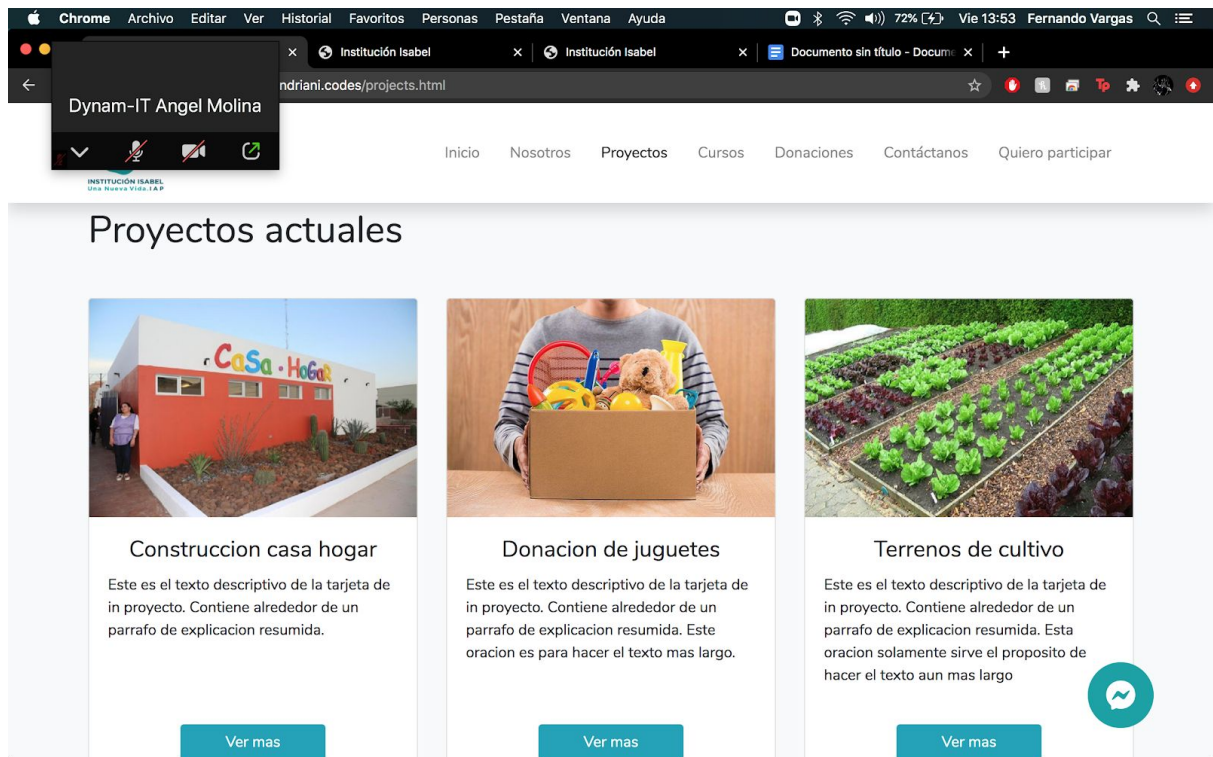 Chrome Archivo Editar Ver Historial Favoritos Personas Pestaña Ventana Ayuda 72% Vie 13:53 Fernando Vargas
Institución Isabel Institución Isabel Documento sin título - Docume
ndriani.codes/projects.html
Dynam-IT Angel Molina
Inicio Nosotros Proyectos Cursos Donaciones Contáctanos Quiero participar
INSTITUCIÓN ISABEL
Una Nueva Vida.I A P
Proyectos actuales
CaSa · HoGaR
Construccion casa hogar
Este es el texto descriptivo de la tarjeta de
in proyecto. Contiene alrededor de un
parrafo de explicacion resumida.
Ver mas
Donacion de juguetes
Este es el texto descriptivo de la tarjeta de
in proyecto. Contiene alrededor de un
parrafo de explicacion resumida. Este
oracion es para hacer el texto mas largo.
Ver mas
Terrenos de cultivo
Este es el texto descriptivo de la tarjeta de
in proyecto. Contiene alrededor de un
parrafo de explicacion resumida. Esta
oracion solamente sirve el proposito de
hacer el texto aun mas largo
Ver mas